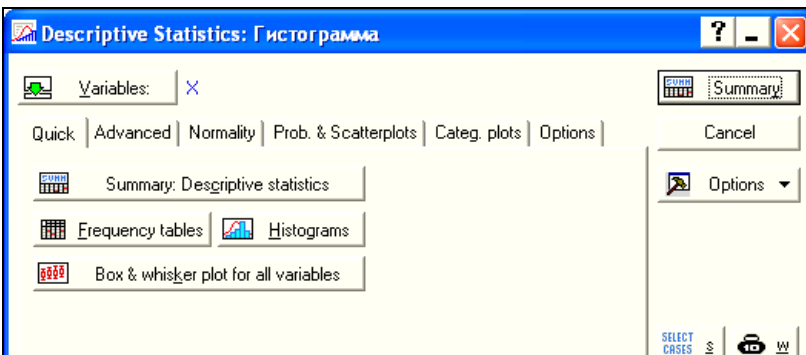 Descriptive Statistics: Гистограмма ?
Variables: X
Summary
Quick Advanced Normality Prob. & Scatterplots Categ. plots Options
Cancel
Summary: Descriptive statistics
Options
Frequency tables Histograms
Box & whisker plot for all variables
SELECT CASES S W